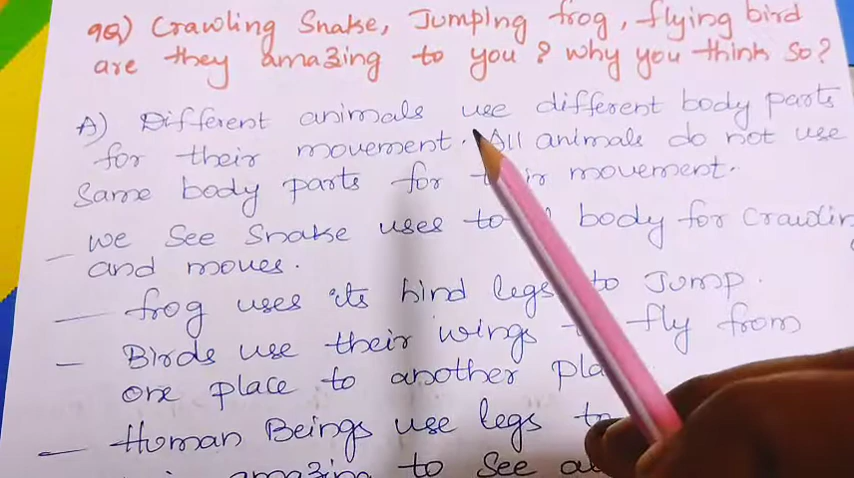 9Q) Crawling Snake, Jumping frog, flying bird
are they amazing to you? why you think so?
A) Different animals use different body parts
for their movement. All animals do not use
same body parts for movement.
— we see snake uses body for
and moves.
— frog uses its hind legs to Jump.
— Birds use their wings fly from
one place to another
— Human Beings use legs
amazing to see